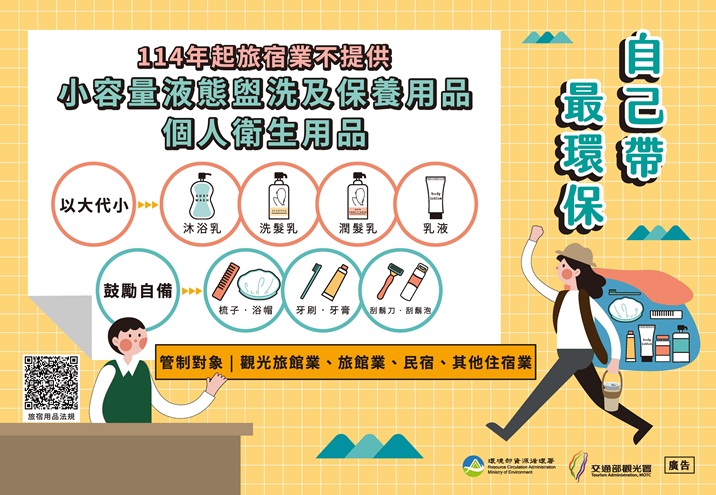 114年起旅宿業不提供
小容量液態盥洗及保養用品
個人衛生用品
自己帶
最環保
以大代小
BODY WASH
沐浴乳
洗髮乳
潤髮乳
Body Lotion
乳液
鼓勵自備
梳子·浴帽
牙刷·牙膏
刮鬍刀·刮鬍泡
管制對象|觀光旅館業、旅館業、民宿、其他住宿業
旅宿用品法規
環境部資源循環署
Resource Circulation Administration
Ministry of Environment
交通部觀光署
Tourism Administration, MOTC
廣告